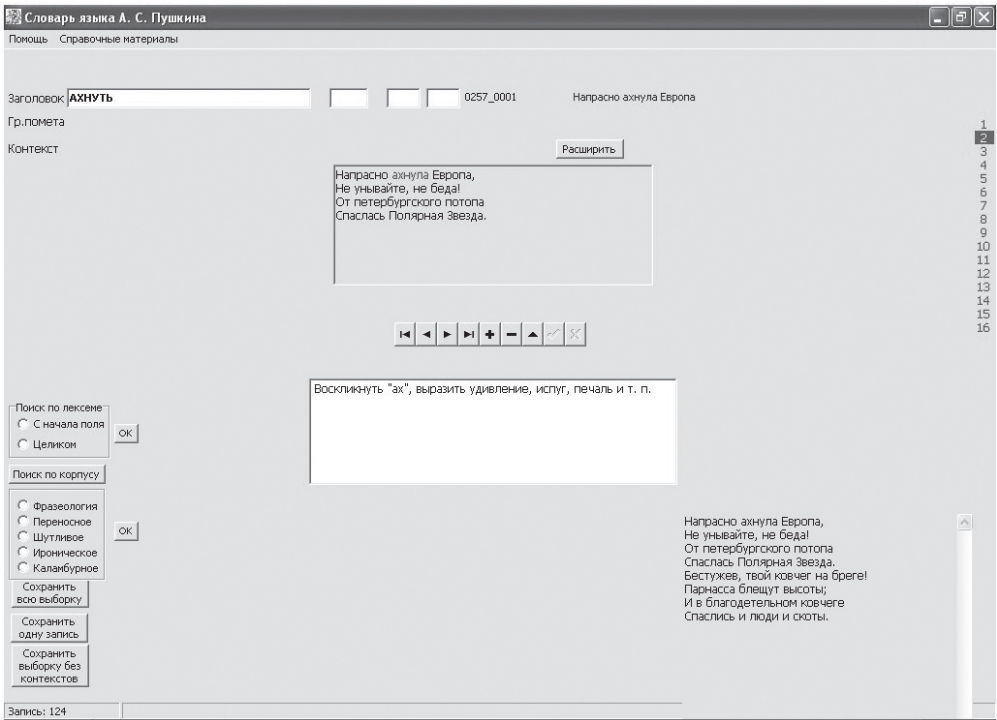 Словарь языка А. С. Пушкина
Помощь Справочные материалы
Заголовок АХНУТЬ 0257_0001 Напрасно ахнула Европа
Гр.помета
Контекст
Расширить
Напрасно ахнула Европа,
Не унывайте, не беда!
От петербургского потопа
Спаслась Полярная Звезда.
1
2
3
4
5
6
7
8
9
10
11
12
13
14
15
16
Воскликнуть "ах", выразить удивление, испуг, печаль и т. п.
Поиск по лексеме
С начала поля
Целиком
ОК
Поиск по корпусу
Фразеология
Переносное
Шутливое
Ироническое
Каламбурное
ОК
Сохранить
всю выборку
Сохранить
одну запись
Сохранить
выборку без
контекстов
Напрасно ахнула Европа,
Не унывайте, не беда!
От петербургского потопа
Спаслась Полярная Звезда.
Бестужев, твой ковчег на бреге!
Парнасса блещут высоты;
И в благодетельном ковчеге
Спаслись и люди и скоты.
Запись: 124